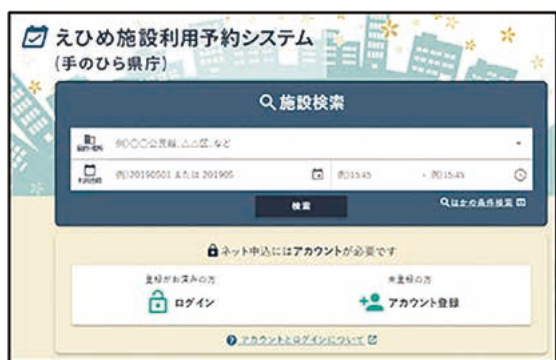 えひめ施設利用予約システム
(手のひら県庁)
施設検索
例)〇〇公民館、△△区、など
利用日時 例)20190501 または 201905 例)15:45 - 例)15:45
検索 ほかの条件検索
ネット申込にはアカウントが必要です
登録がお済みの方 未登録の方
ログイン アカウント登録
アカウントとログインについて